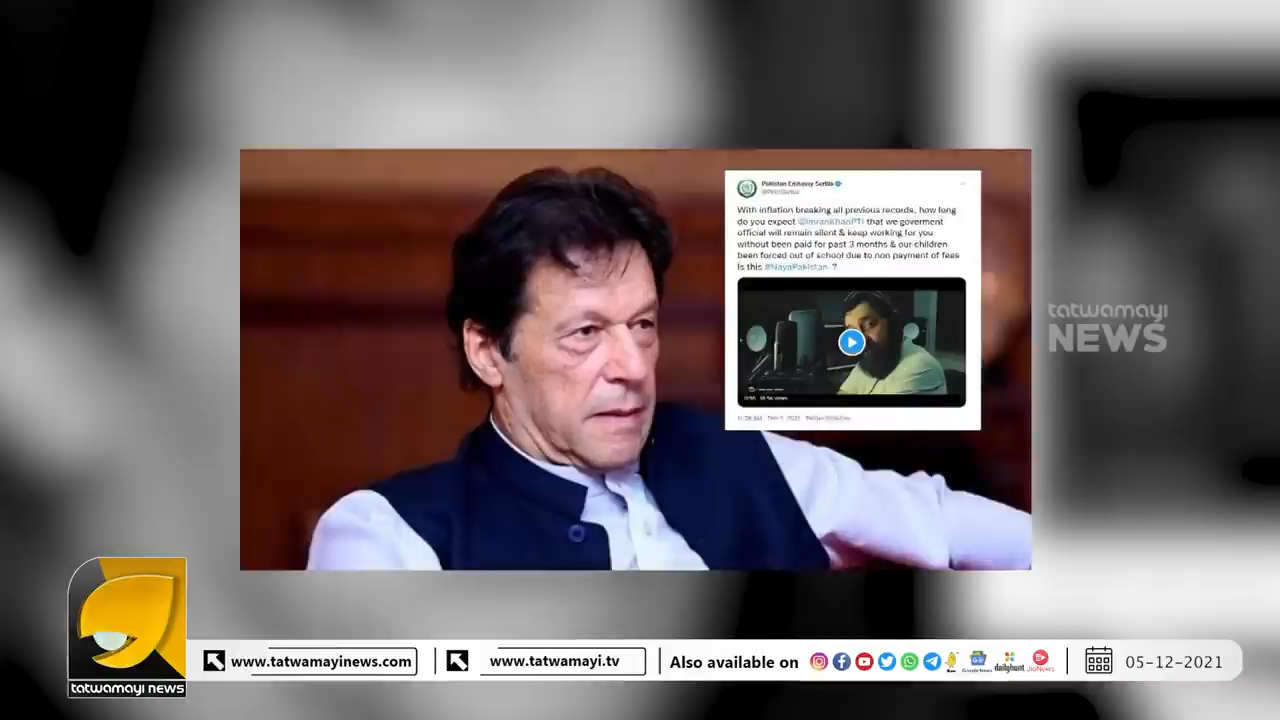 Pakistan Embassy Serbia
With inflation breaking all previous records, how long
do you expect @ImranKhanPTI that we goverment
official will remain silent & keep working for you
without been paid for past 3 months & our children
been forced out of school due to non payment of fees
Is this #NayaPakistan ?
tatwamayi
NEWS
tatwamayi news
www.tatwamayinews.com
www.tatwamayi.tv
Also available on
Google News
dailyhunt
JioNews
05-12-2021